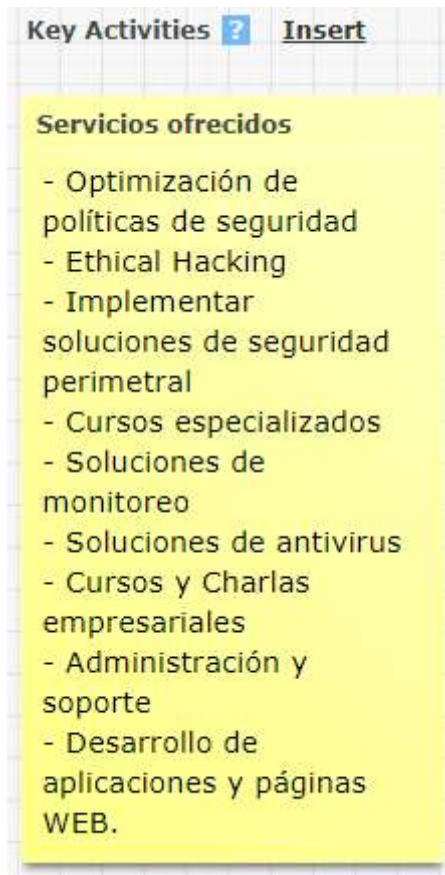 Key Activities ? Insert
Servicios ofrecidos
- Optimización de
políticas de seguridad
- Ethical Hacking
- Implementar
soluciones de seguridad
perimetral
- Cursos especializados
- Soluciones de
monitoreo
- Soluciones de antivirus
- Cursos y Charlas
empresariales
- Administración y
soporte
- Desarrollo de
aplicaciones y páginas
WEB.